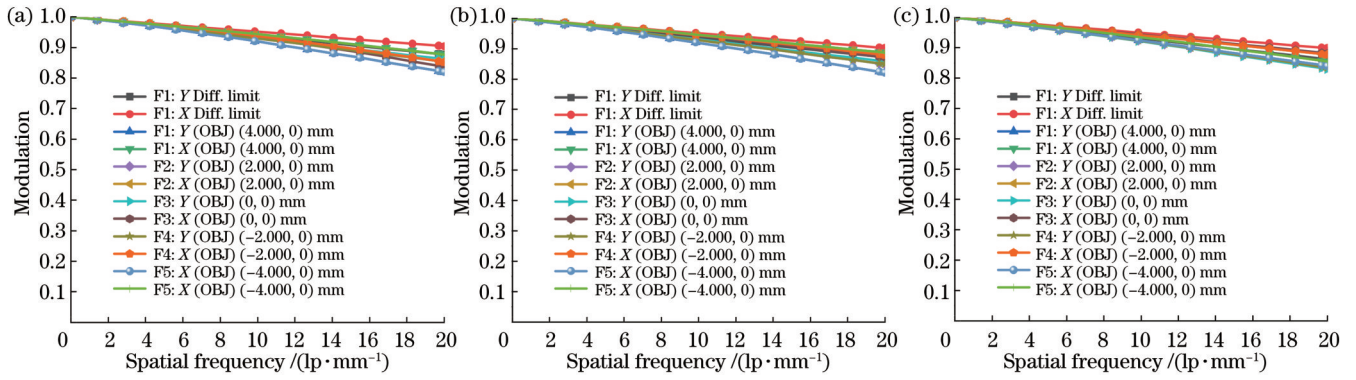 (a)
1.0
0.9
0.8
0.7
0.6
0.5
0.4
0.3
0.2
0.1
Modulation
F1: Y Diff. limit
F1: X Diff. limit
F1: Y (OBJ) (4.000, 0) mm
F1: X (OBJ) (4.000, 0) mm
F2: Y (OBJ) (2.000, 0) mm
F2: X (OBJ) (2.000, 0) mm
F3: Y (OBJ) (0, 0) mm
F3: X (OBJ) (0, 0) mm
F4: Y (OBJ) (−2.000, 0) mm
F4: X (OBJ) (−2.000, 0) mm
F5: X (OBJ) (−4.000, 0) mm
F5: X (OBJ) (−4.000, 0) mm
0 2 4 6 8 10 12 14 16 18 20
Spatial frequency /(lp·mm⁻¹)
(b)
1.0
0.9
0.8
0.7
0.6
0.5
0.4
0.3
0.2
0.1
Modulation
F1: Y Diff. limit
F1: X Diff. limit
F1: Y (OBJ) (4.000, 0) mm
F1: X (OBJ) (4.000, 0) mm
F2: Y (OBJ) (2.000, 0) mm
F2: X (OBJ) (2.000, 0) mm
F3: Y (OBJ) (0, 0) mm
F3: X (OBJ) (0, 0) mm
F4: Y (OBJ) (−2.000, 0) mm
F4: X (OBJ) (−2.000, 0) mm
F5: X (OBJ) (−4.000, 0) mm
F5: X (OBJ) (−4.000, 0) mm
0 2 4 6 8 10 12 14 16 18 20
Spatial frequency /(lp·mm⁻¹)
(c)
1.0
0.9
0.8
0.7
0.6
0.5
0.4
0.3
0.2
0.1
Modulation
F1: Y Diff. limit
F1: X Diff. limit
F1: Y (OBJ) (4.000, 0) mm
F1: X (OBJ) (4.000, 0) mm
F2: Y (OBJ) (2.000, 0) mm
F2: X (OBJ) (2.000, 0) mm
F3: Y (OBJ) (0, 0) mm
F3: X (OBJ) (0, 0) mm
F4: Y (OBJ) (−2.000, 0) mm
F4: X (OBJ) (−2.000, 0) mm
F5: X (OBJ) (−4.000, 0) mm
F5: X (OBJ) (−4.000, 0) mm
0 2 4 6 8 10 12 14 16 18 20
Spatial frequency /(lp·mm⁻¹)